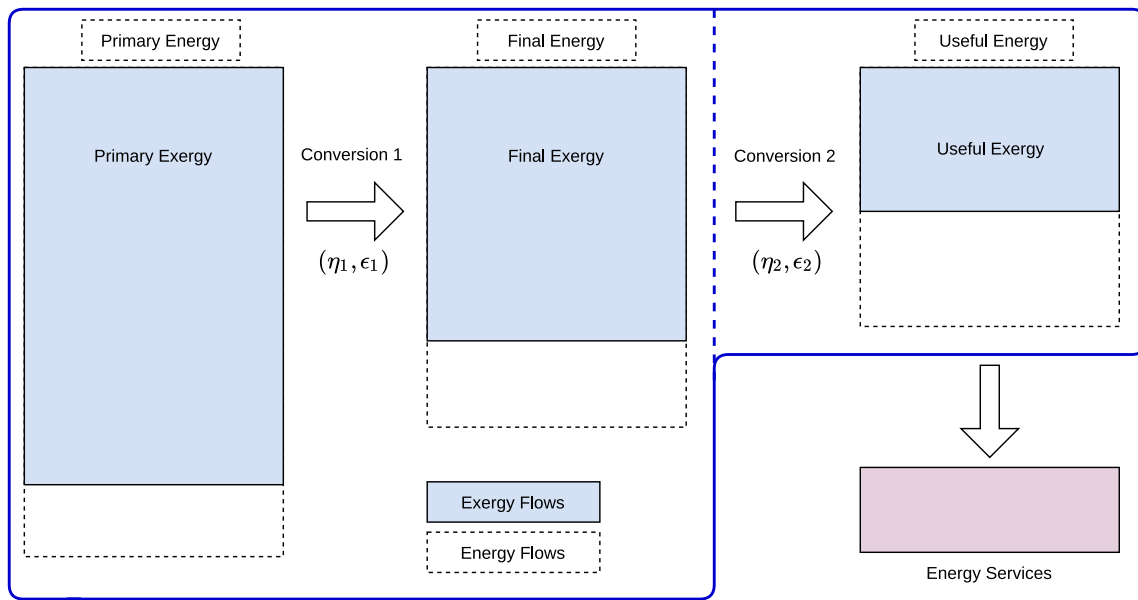 Primary Energy
Final Energy
Useful Energy
Primary Exergy
Conversion 1
Final Exergy
Conversion 2
Useful Exergy
(η₁, ϵ₁)
(η₂, ϵ₂)
Exergy Flows
Energy Flows
Energy Services